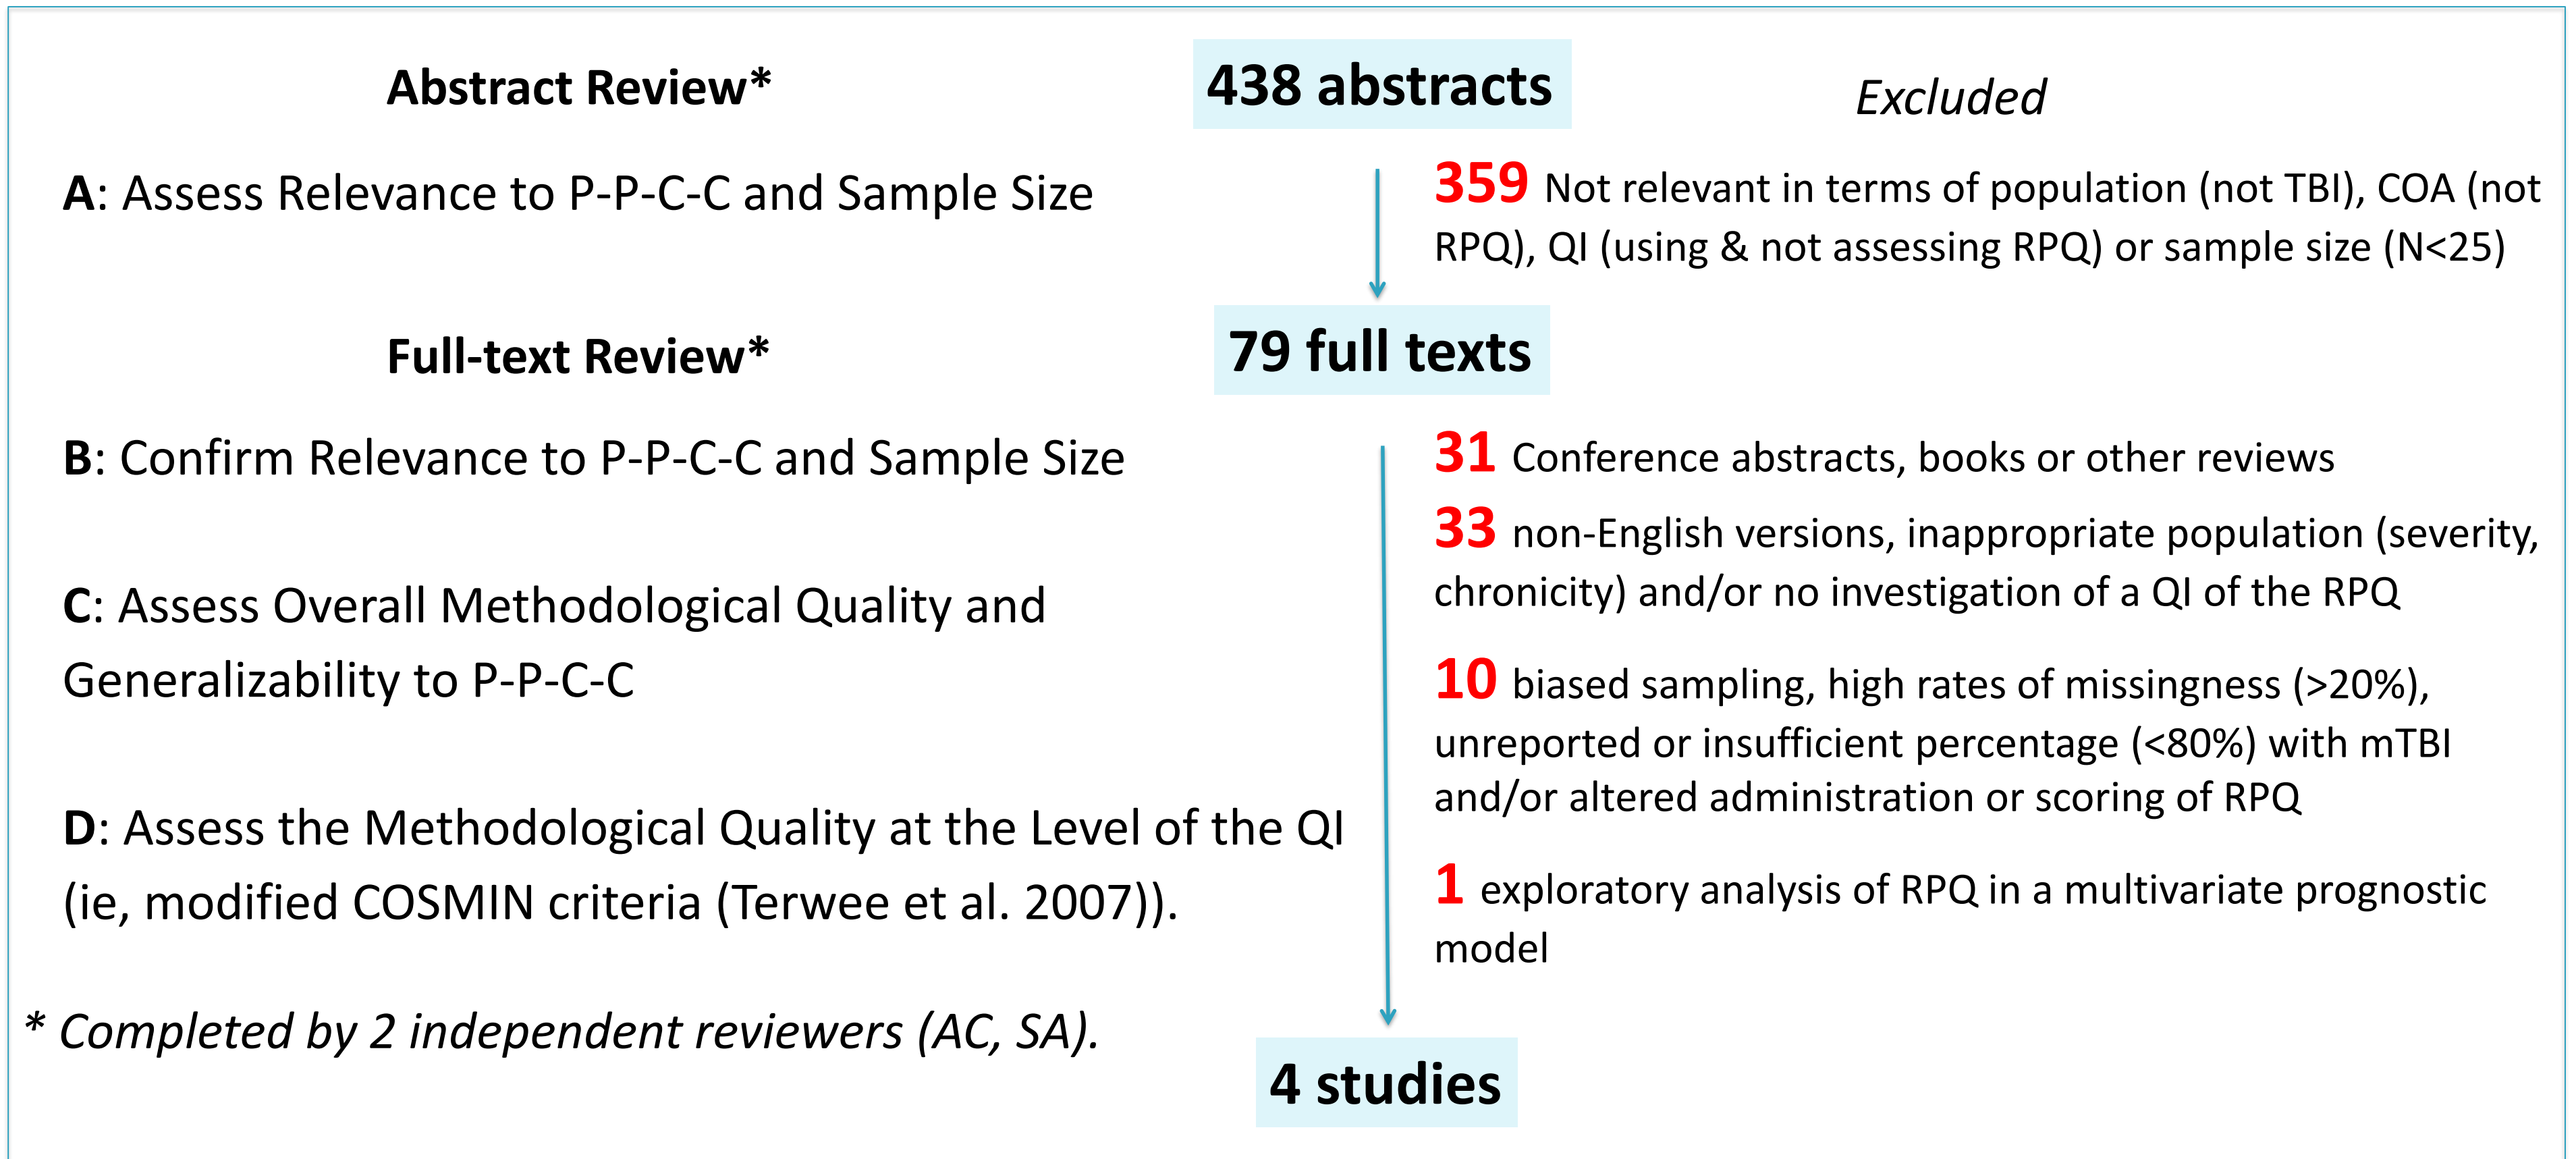 Abstract Review*
438 abstracts
Excluded
A: Assess Relevance to P-P-C-C and Sample Size
359 Not relevant in terms of population (not TBI), COA (not
RPQ), QI (using & not assessing RPQ) or sample size (N<25)
Full-text Review*
79 full texts
B: Confirm Relevance to P-P-C-C and Sample Size
31 Conference abstracts, books or other reviews
33 non-English versions, inappropriate population (severity,
chronicity) and/or no investigation of a QI of the RPQ
C: Assess Overall Methodological Quality and
Generalizability to P-P-C-C
10 biased sampling, high rates of missingness (>20%),
unreported or insufficient percentage (<80%) with mTBI
and/or altered administration or scoring of RPQ
D: Assess the Methodological Quality at the Level of the QI
(ie, modified COSMIN criteria (Terwee et al. 2007)).
1 exploratory analysis of RPQ in a multivariate prognostic
model
* Completed by 2 independent reviewers (AC, SA).
4 studies